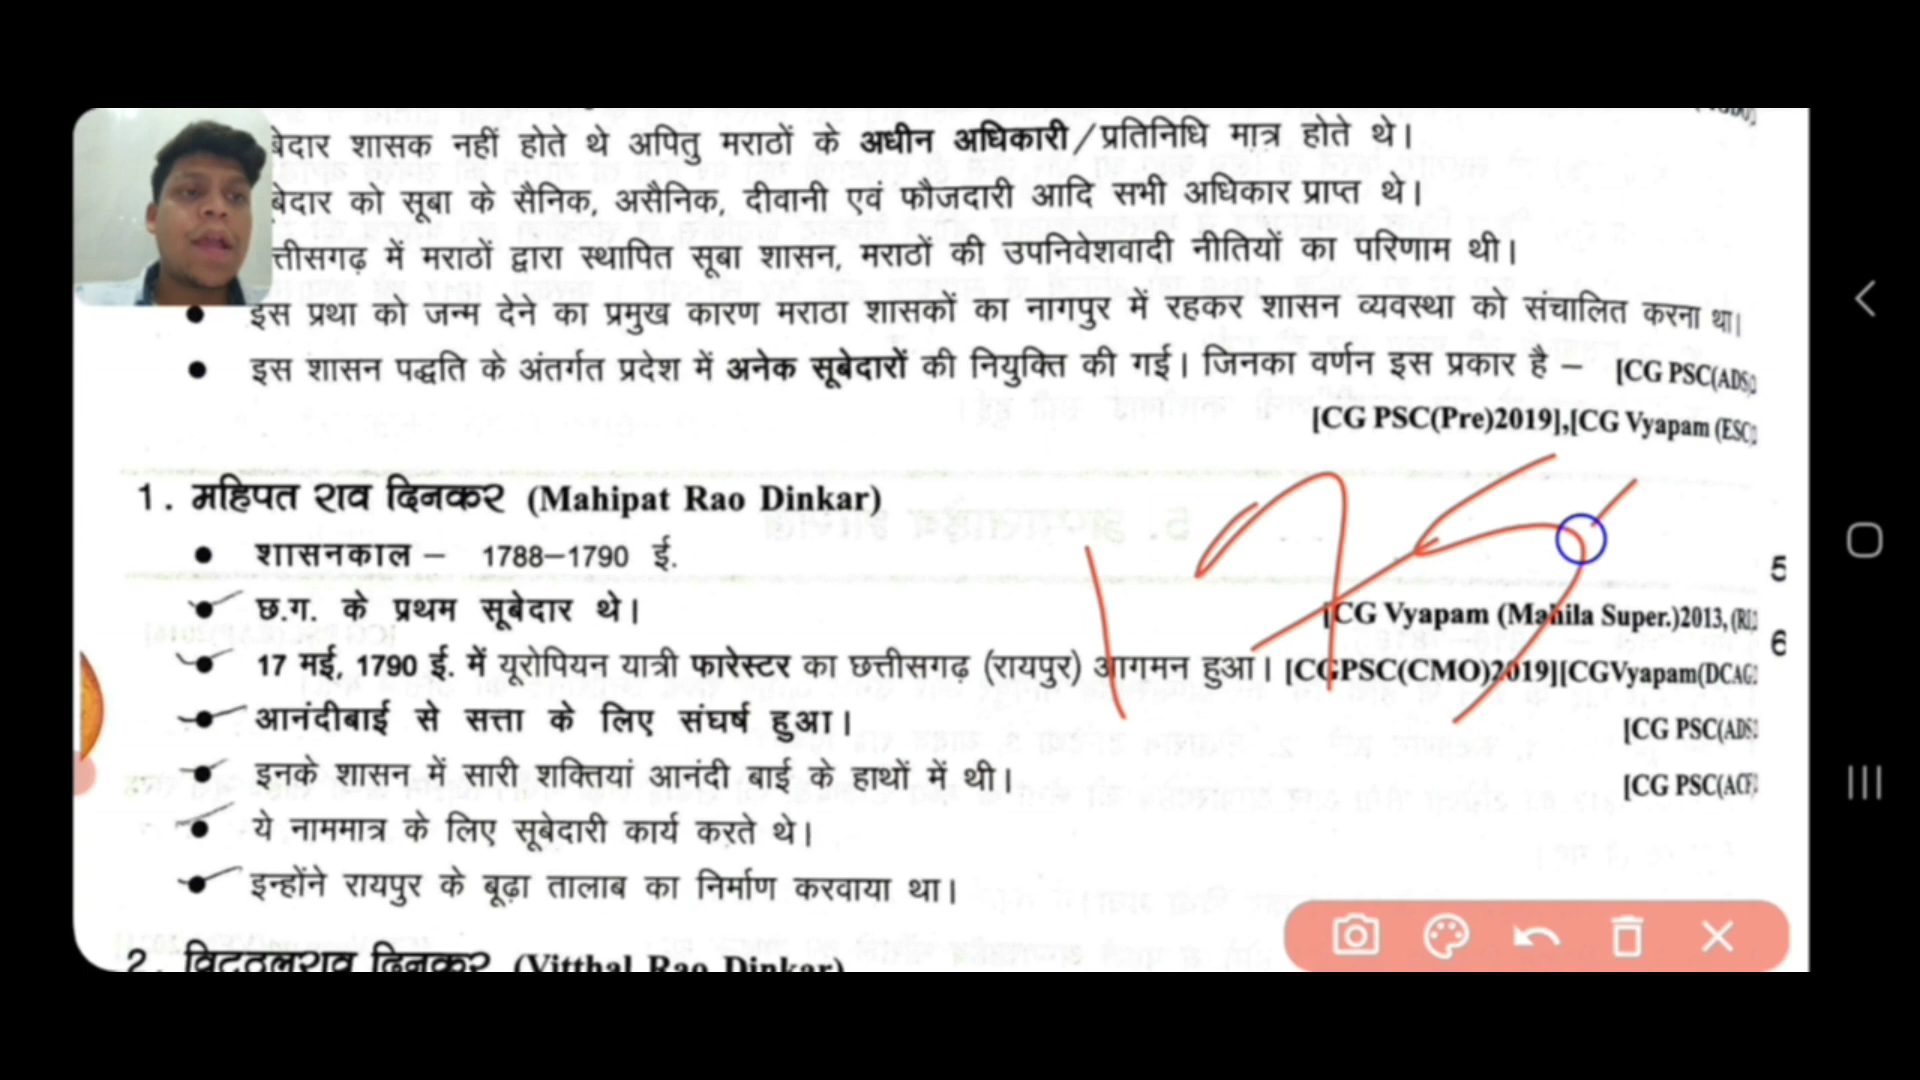 बेदार शासक नहीं होते थे अपितु मराठों के अधीन अधिकारी/प्रतिनिधि मात्र होते थे।
बेदार को सूबा के सैनिक, असैनिक, दीवानी एवं फौजदारी आदि सभी अधिकार प्राप्त थे।
त्तीसगढ़ में मराठों द्वारा स्थापित सूबा शासन, मराठों की उपनिवेशवादी नीतियों का परिणाम थी।
● इस प्रथा को जन्म देने का प्रमुख कारण मराठा शासकों का नागपुर में रहकर शासन व्यवस्था को संचालित करना था।
● इस शासन पद्धति के अंतर्गत प्रदेश में अनेक सूबेदारों की नियुक्ति की गई। जिनका वर्णन इस प्रकार है – [CG PSC(ADS)
[CG PSC(Pre)2019],[CG Vyapam (ESC)
1. महिपत राव दिनकर (Mahipat Rao Dinkar)
175
● शासनकाल – 1788–1790 ई.
5
● छ.ग. के प्रथम सूबेदार थे। [CG Vyapam (Mahila Super.)2013, (RI)
6
● 17 मई, 1790 ई. में यूरोपियन यात्री फारेस्टर का छत्तीसगढ़ (रायपुर) आगमन हुआ। [CGPSC(CMO)2019][CGVyapam(DCAG)
● आनंदीबाई से सत्ता के लिए संघर्ष हुआ। [CG PSC(ADS)
● इनके शासन में सारी शक्तियां आनंदी बाई के हाथों में थी। [CG PSC(ACF)
● ये नाममात्र के लिए सूबेदारी कार्य करते थे।
● इन्होंने रायपुर के बूढ़ा तालाब का निर्माण करवाया था।
2. विट्ठलराव दिनकर (Vitthal Rao Dinkar)